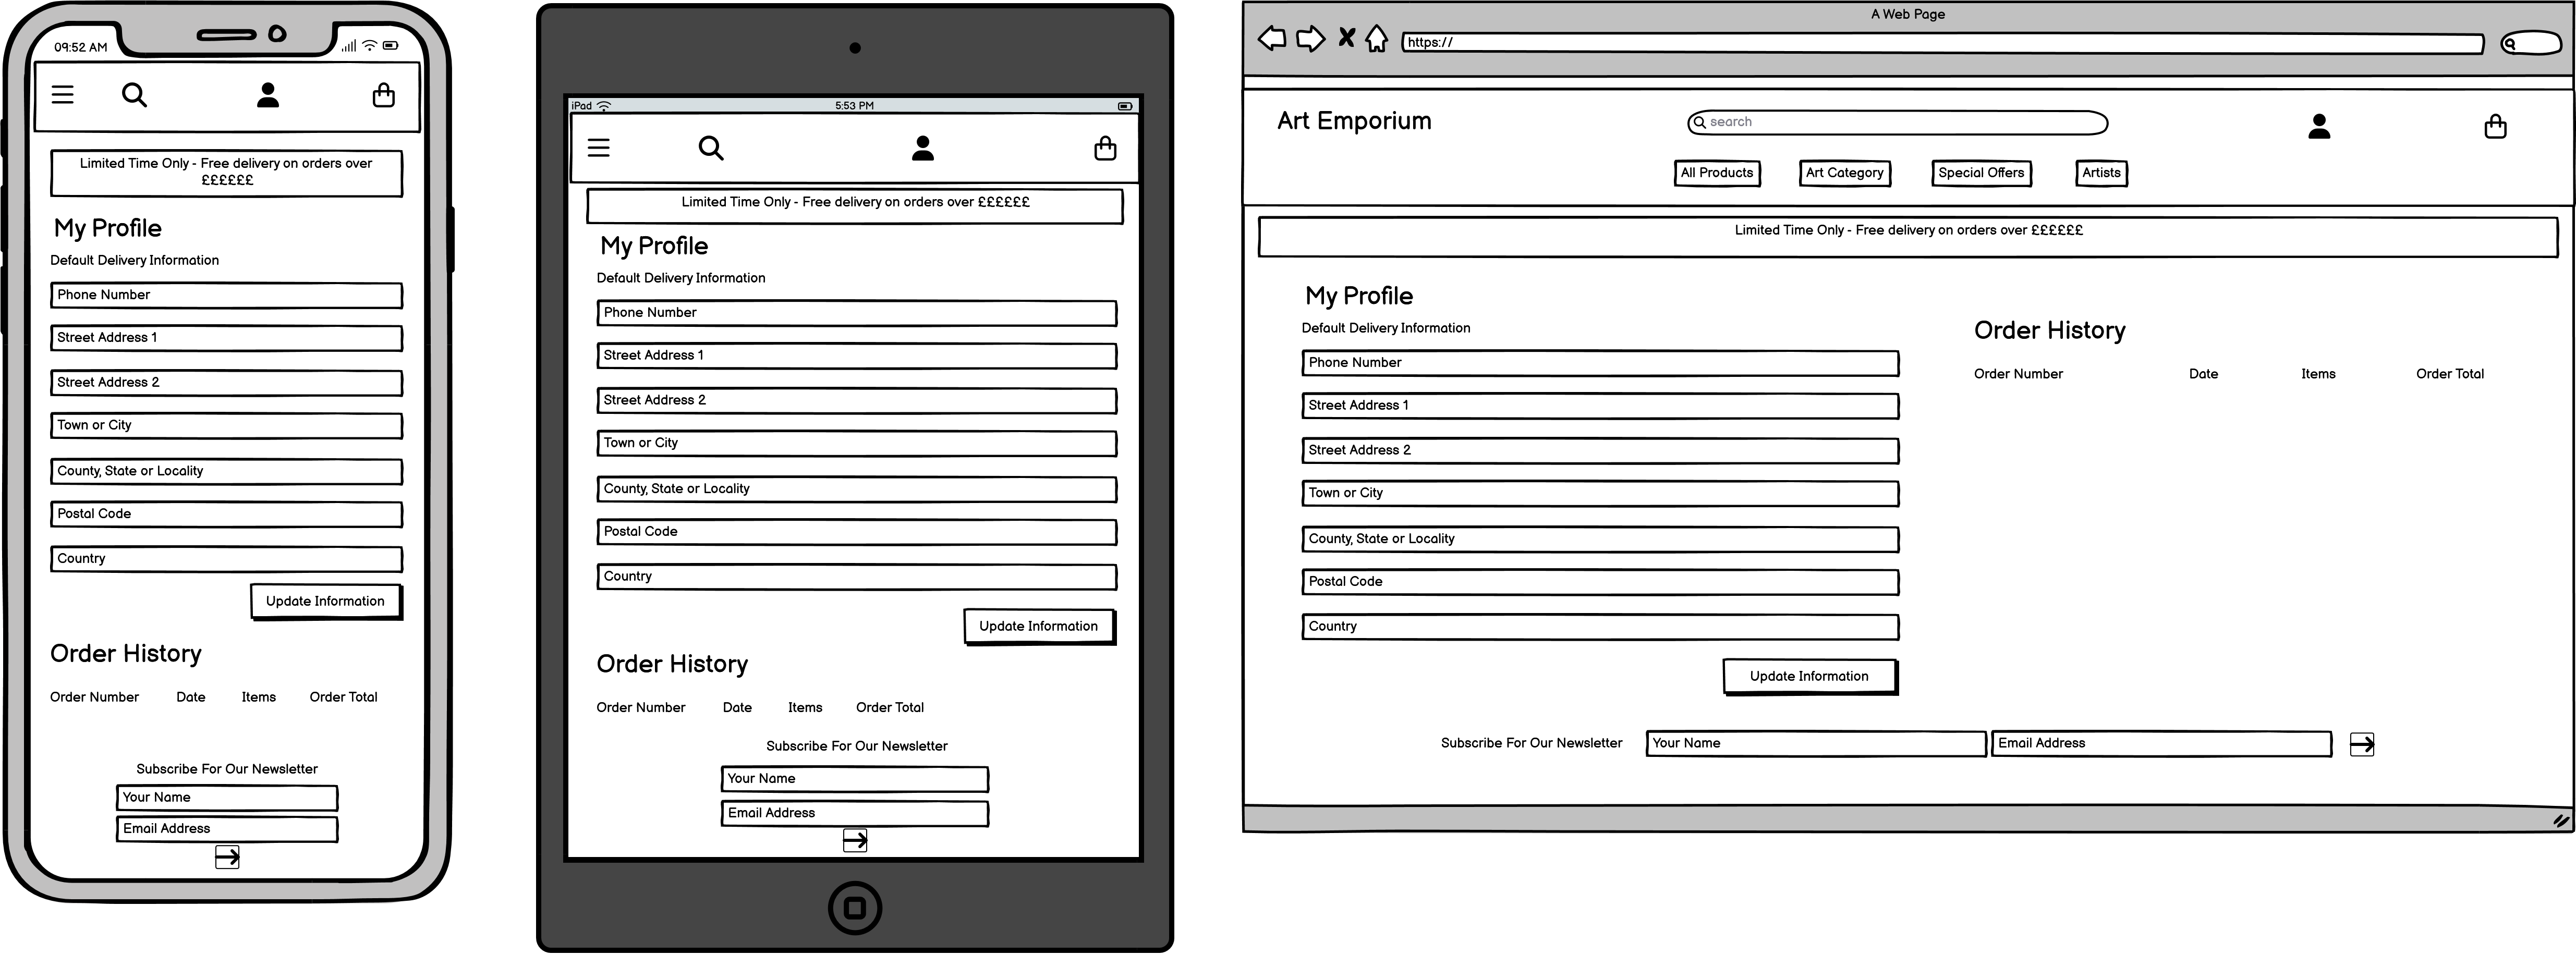 09:52 AM
Limited Time Only - Free delivery on orders over
££££££
My Profile
Default Delivery Information
Phone Number
Street Address 1
Street Address 2
Town or City
County, State or Locality
Postal Code
Country
Update Information
Order History
Order Number Date Items Order Total
Subscribe For Our Newsletter
Your Name
Email Address
iPad 5:53 PM
Limited Time Only - Free delivery on orders over ££££££
My Profile
Default Delivery Information
Phone Number
Street Address 1
Street Address 2
Town or City
County, State or Locality
Postal Code
Country
Update Information
Order History
Order Number Date Items Order Total
Subscribe For Our Newsletter
Your Name
Email Address
A Web Page
https://
Art Emporium
search
All Products Art Category Special Offers Artists
Limited Time Only - Free delivery on orders over ££££££
My Profile
Default Delivery Information
Phone Number
Street Address 1
Street Address 2
Town or City
County, State or Locality
Postal Code
Country
Update Information
Order History
Order Number Date Items Order Total
Subscribe For Our Newsletter Your Name Email Address